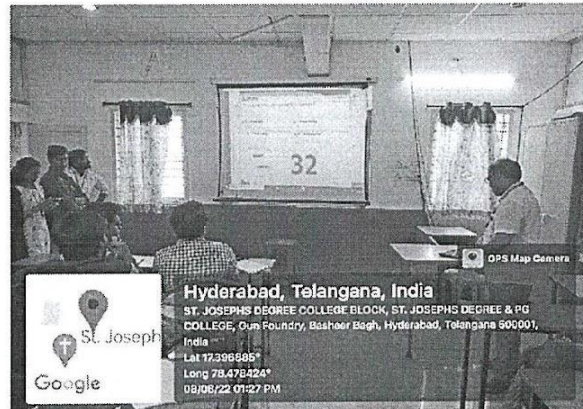 32
GPS Map Camera
Hyderabad, Telangana, India
ST. JOSEPHS DEGREE COLLEGE BLOCK, ST. JOSEPHS DEGREE & PG
COLLEGE, Gun Foundry, Basheer Bagh, Hyderabad, Telangana 500001,
India
Lat 17.396885°
Long 78.478424°
08/08/22 01:27 PM
St. Joseph
Google